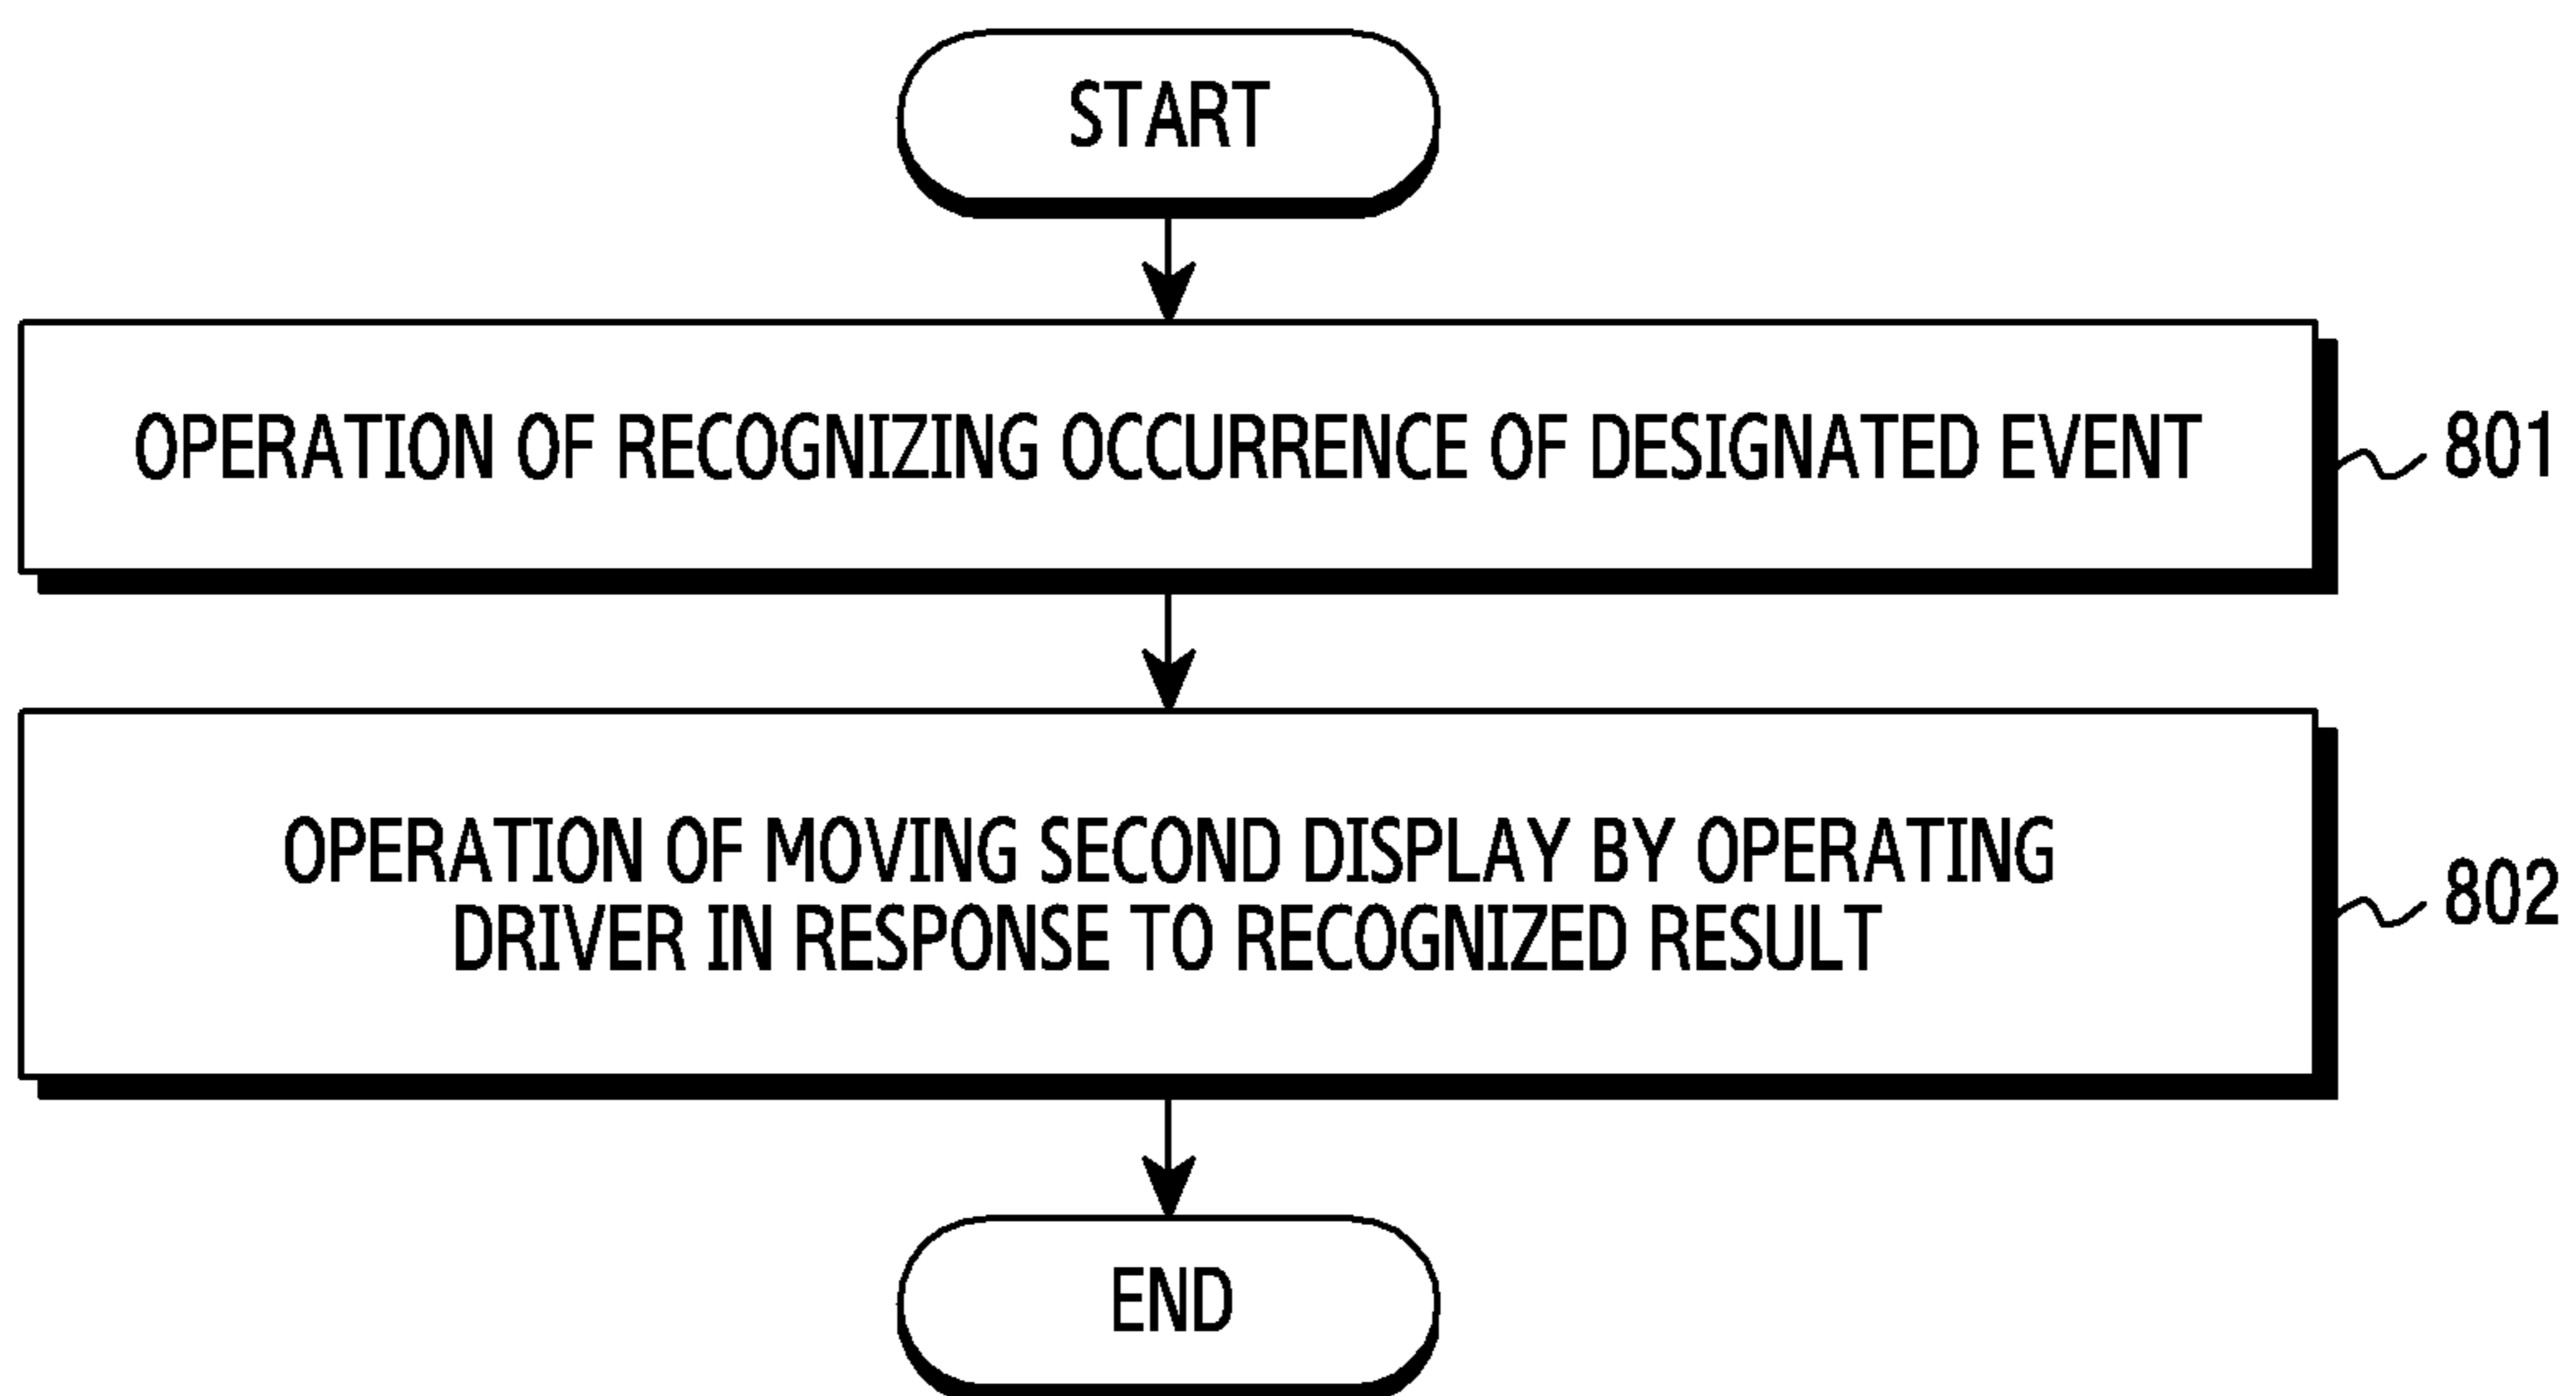 START
OPERATION OF RECOGNIZING OCCURRENCE OF DESIGNATED EVENT
801
OPERATION OF MOVING SECOND DISPLAY BY OPERATING
DRIVER IN RESPONSE TO RECOGNIZED RESULT
802
END